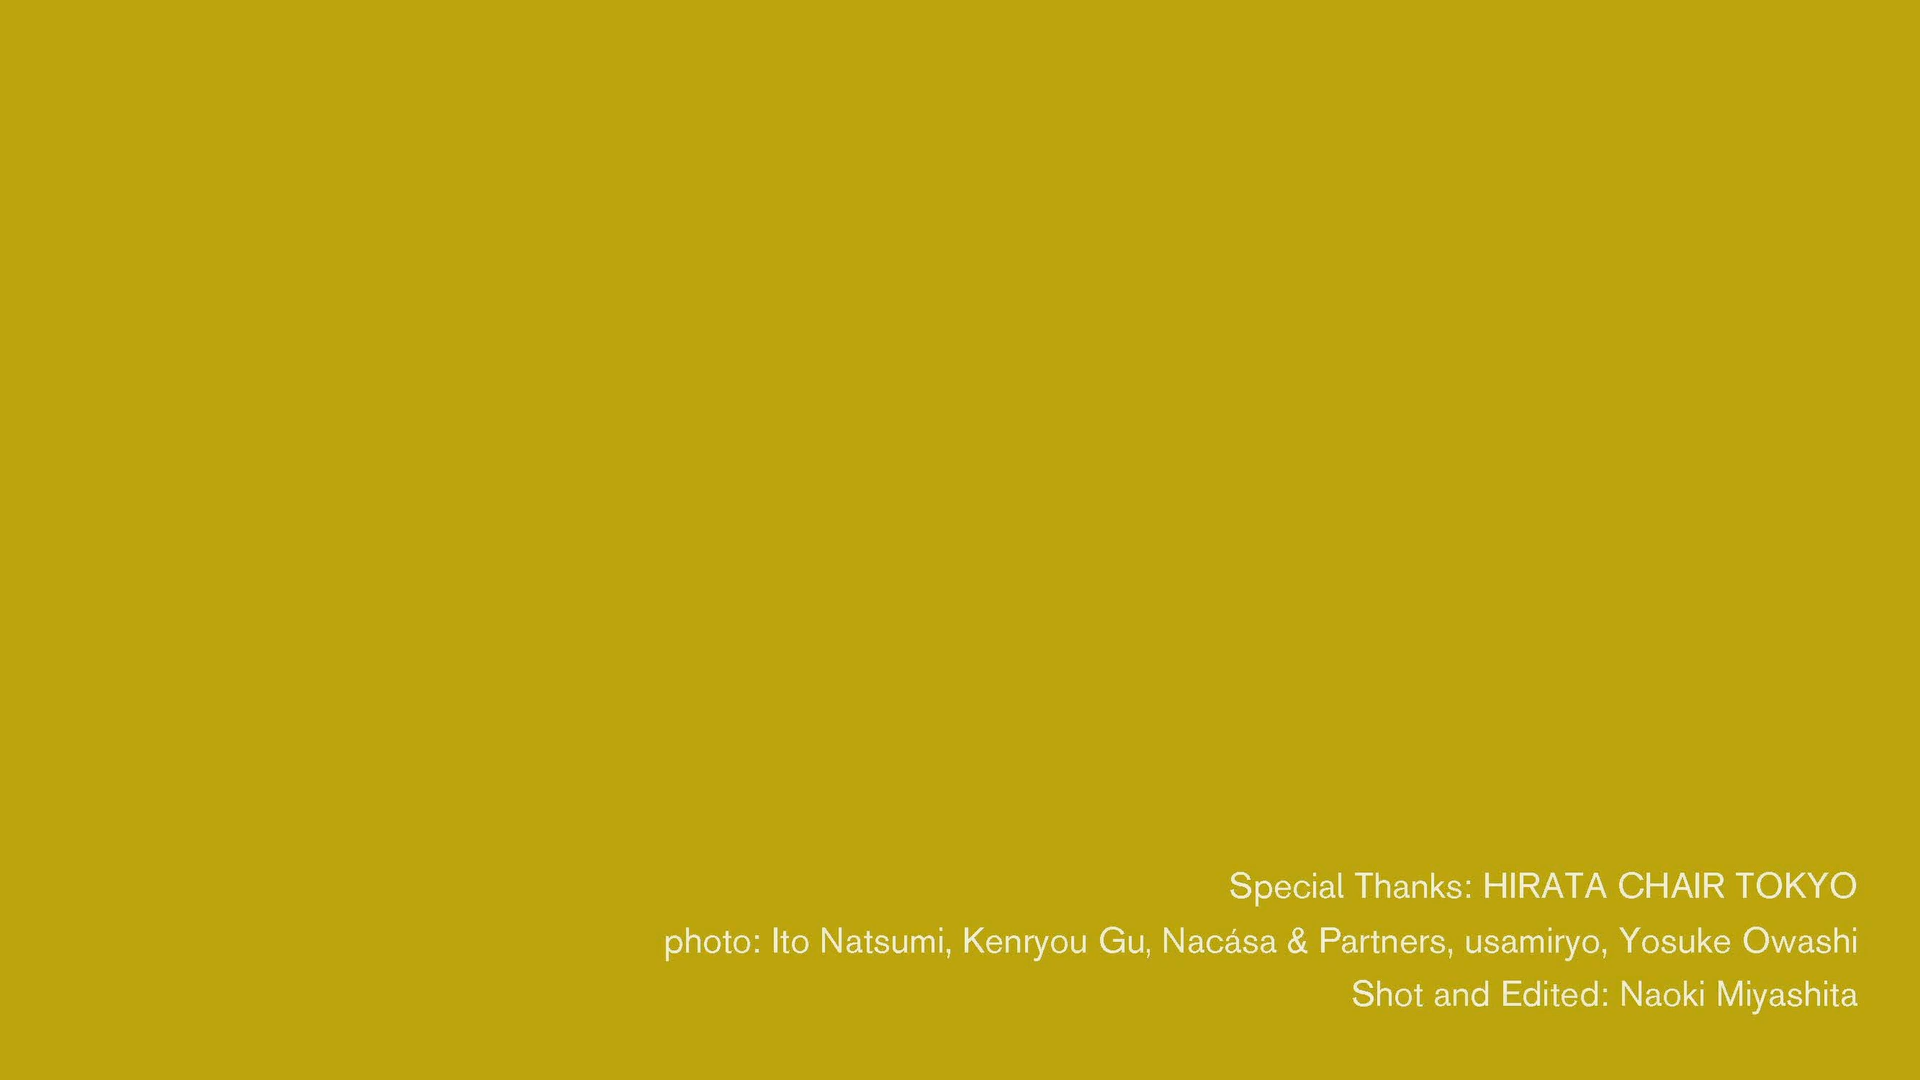 Special Thanks: HIRATA CHAIR TOKYO
photo: Ito Natsumi, Kenryou Gu, Nacása & Partners, usamiryo, Yosuke Owashi
Shot and Edited: Naoki Miyashita